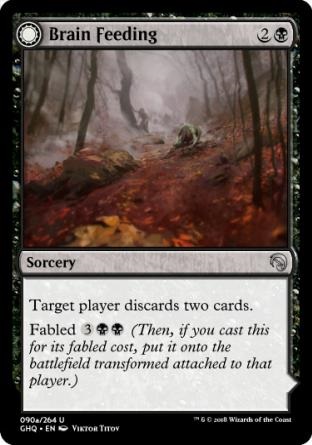 Brain Feeding 2
Sorcery
Target player discards two cards.
Fabled 3 (Then, if you cast this
for its fabled cost, put it onto the
battlefield transformed attached to that
player.)
090a/264 U
GHQ • EN Viktor Titov
™ & © 2018 Wizards of the Coast